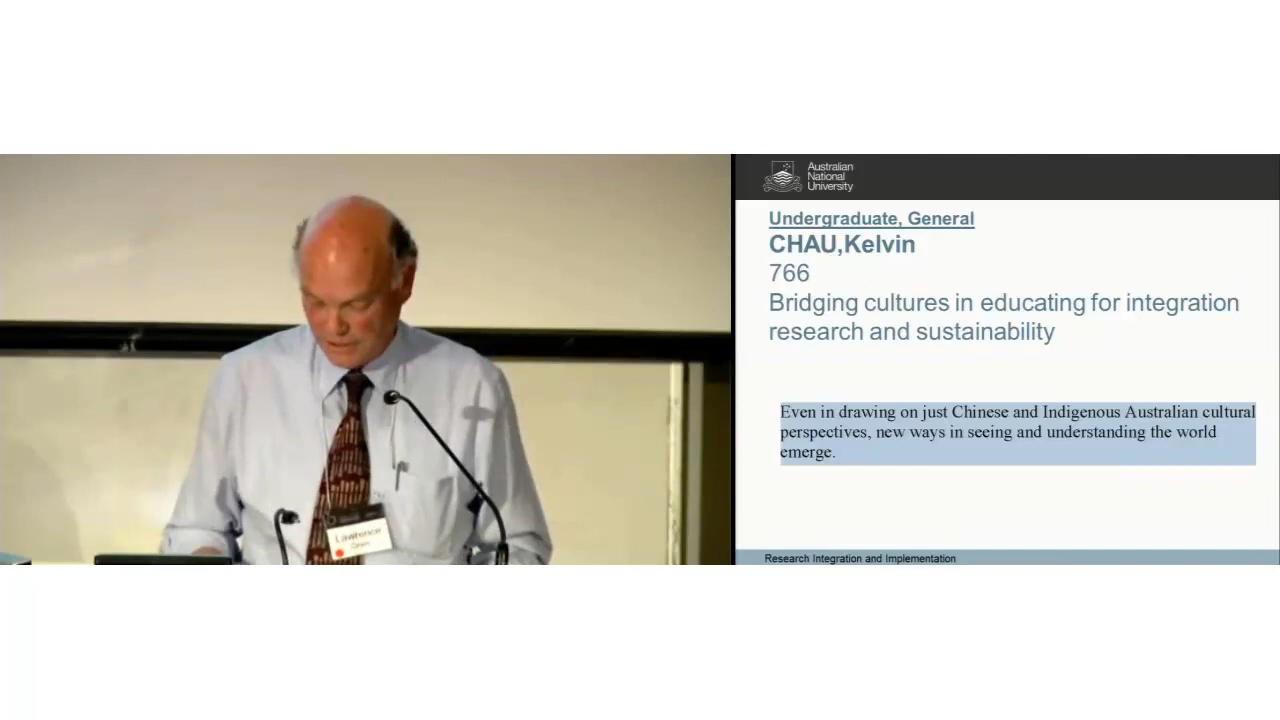 Lawrence
Australian
National
University
Undergraduate, General
CHAU,Kelvin
766
Bridging cultures in educating for integration
research and sustainability
Even in drawing on just Chinese and Indigenous Australian cultural
perspectives, new ways in seeing and understanding the world
emerge.
Research Integration and Implementation